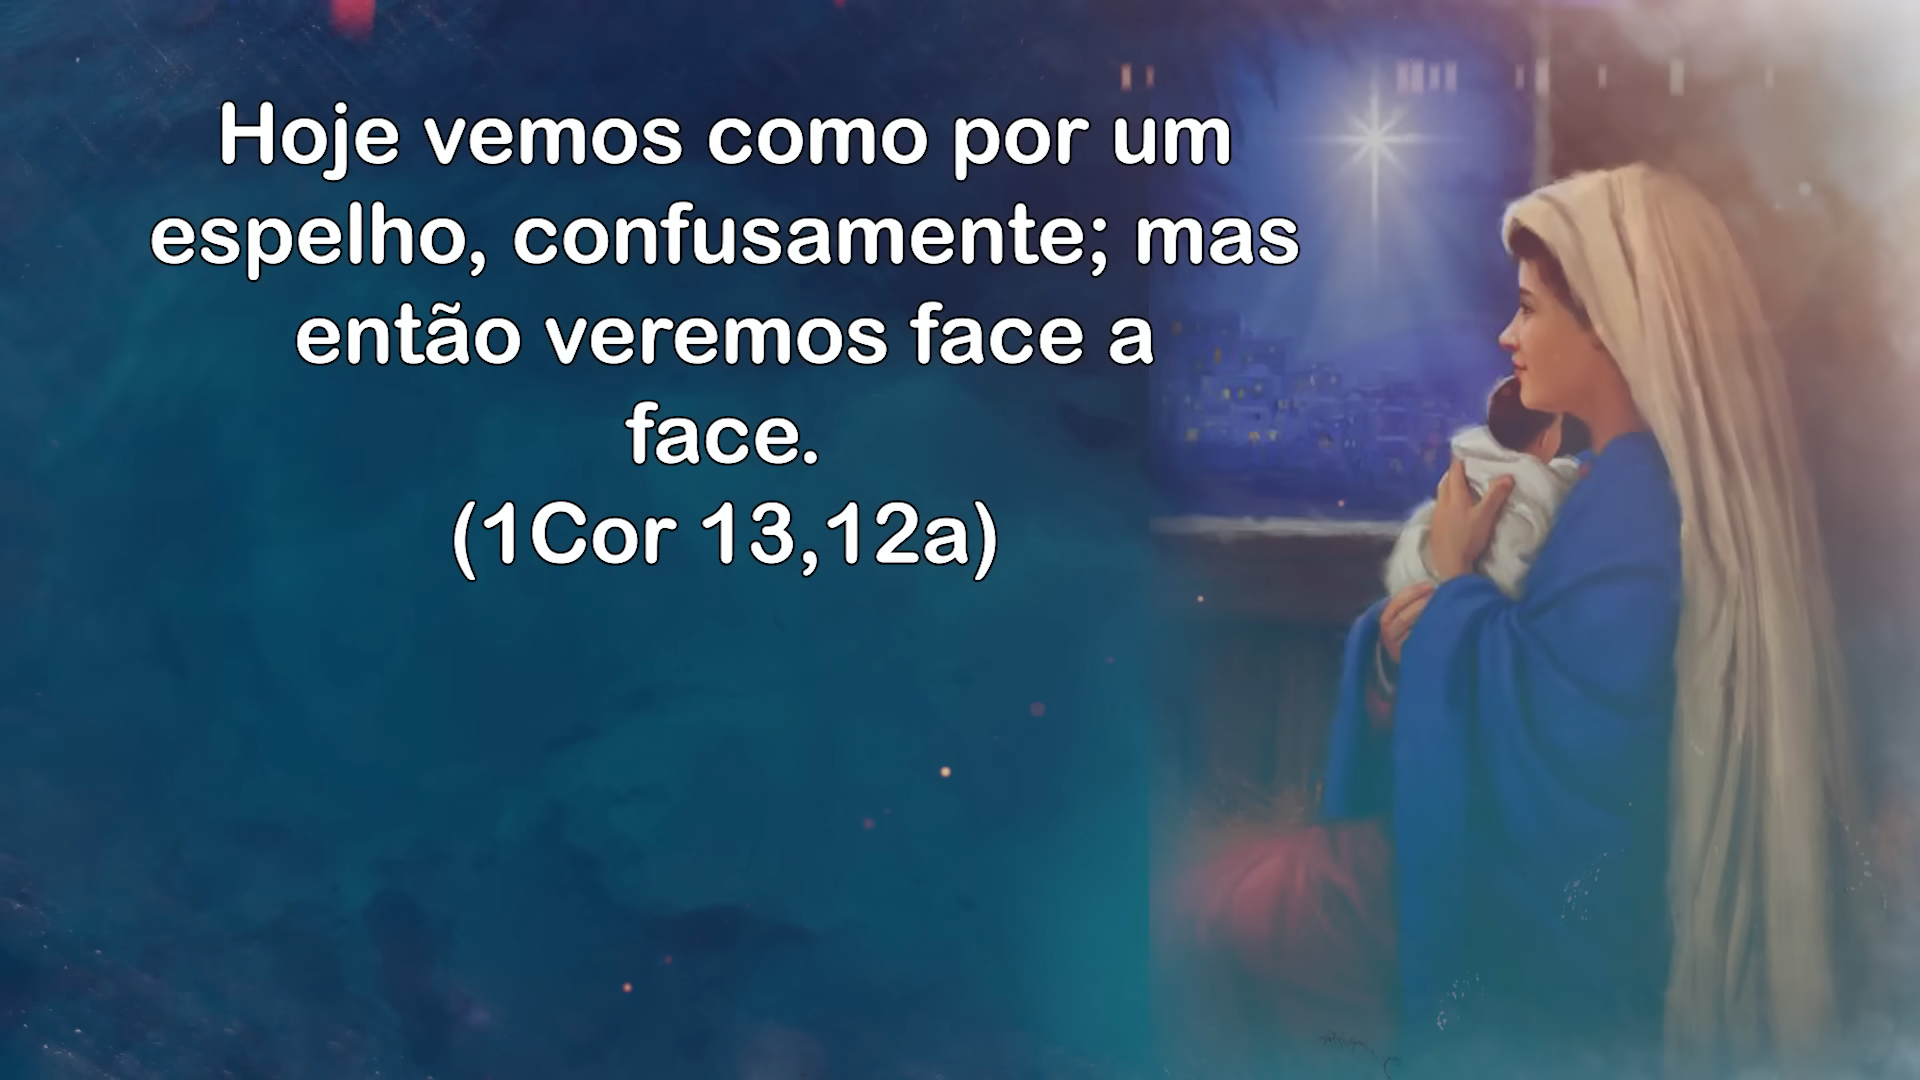 Hoje vemos como por um
espelho, confusamente; mas
então veremos face a
face.
(1Cor 13,12a)